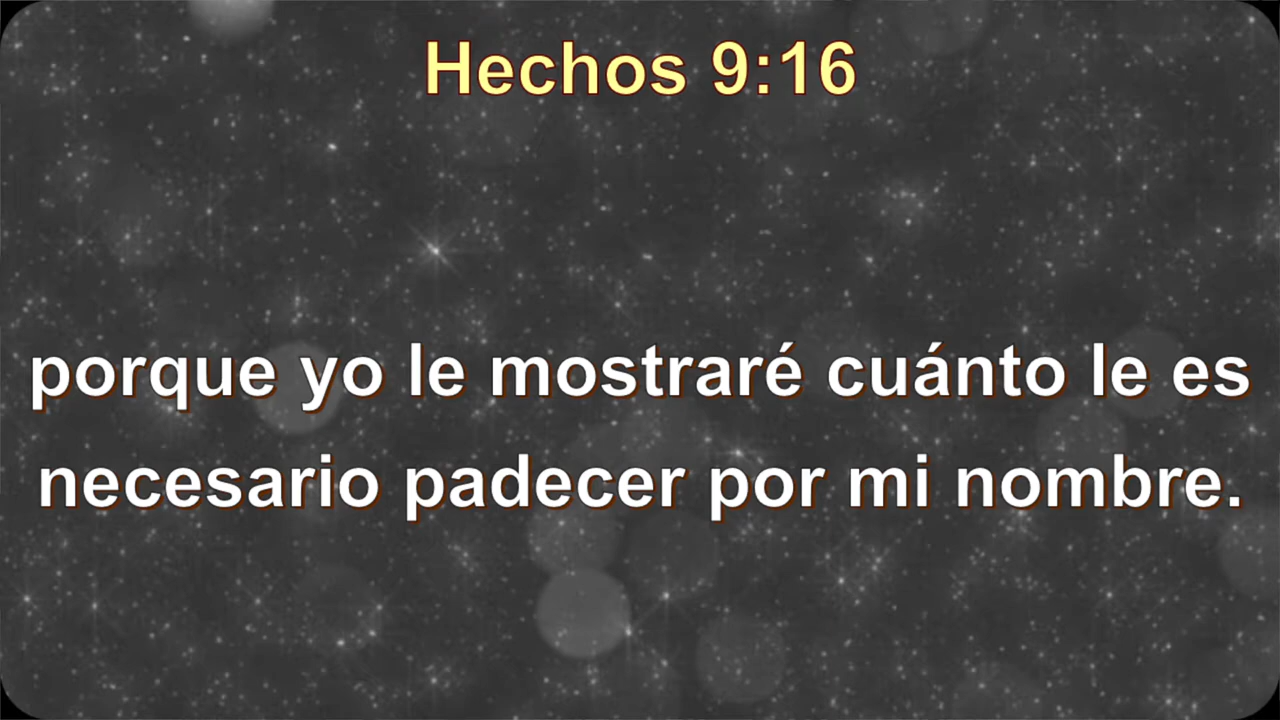 Hechos 9:16
porque yo le mostraré cuánto le es
necesario padecer por mi nombre.